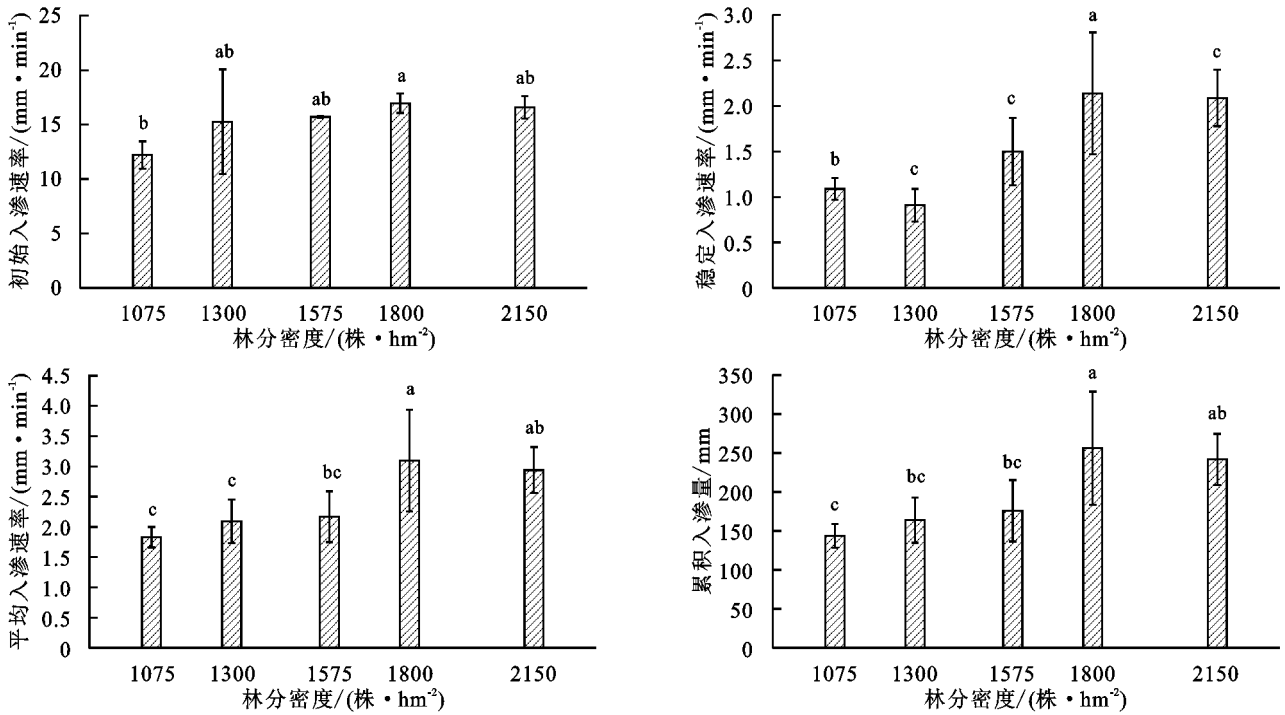 初始入渗速率/(mm·min⁻¹)
25
20
15
10
5
0
b
ab
ab
a
ab
1075 1300 1575 1800 2150
林分密度/(株·hm⁻²)
稳定入渗速率/(mm·min⁻¹)
3.0
2.5
2.0
1.5
1.0
0.5
0
b
c
c
a
c
1075 1300 1575 1800 2150
林分密度/(株·hm⁻²)
平均入渗速率/(mm·min⁻¹)
4.5
4.0
3.5
3.0
2.5
2.0
1.5
1.0
0.5
0
c
c
bc
a
ab
1075 1300 1575 1800 2150
林分密度/(株·hm⁻²)
累积入渗量/mm
350
300
250
200
150
100
50
0
c
bc
bc
a
ab
1075 1300 1575 1800 2150
林分密度/(株·hm⁻²)